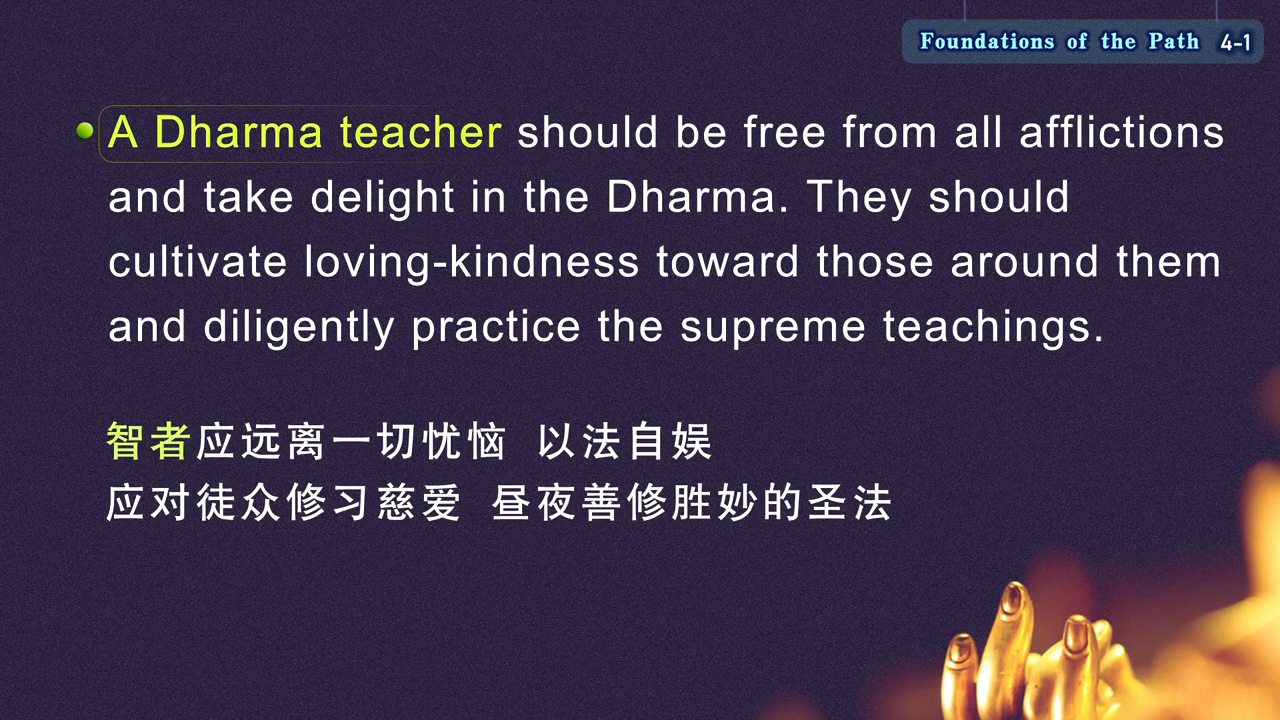 Foundations of the Path 4-1
A Dharma teacher should be free from all afflictions
and take delight in the Dharma. They should
cultivate loving-kindness toward those around them
and diligently practice the supreme teachings.
智者应远离一切忧恼 以法自娱
应对徒众修习慈爱 昼夜善修胜妙的圣法